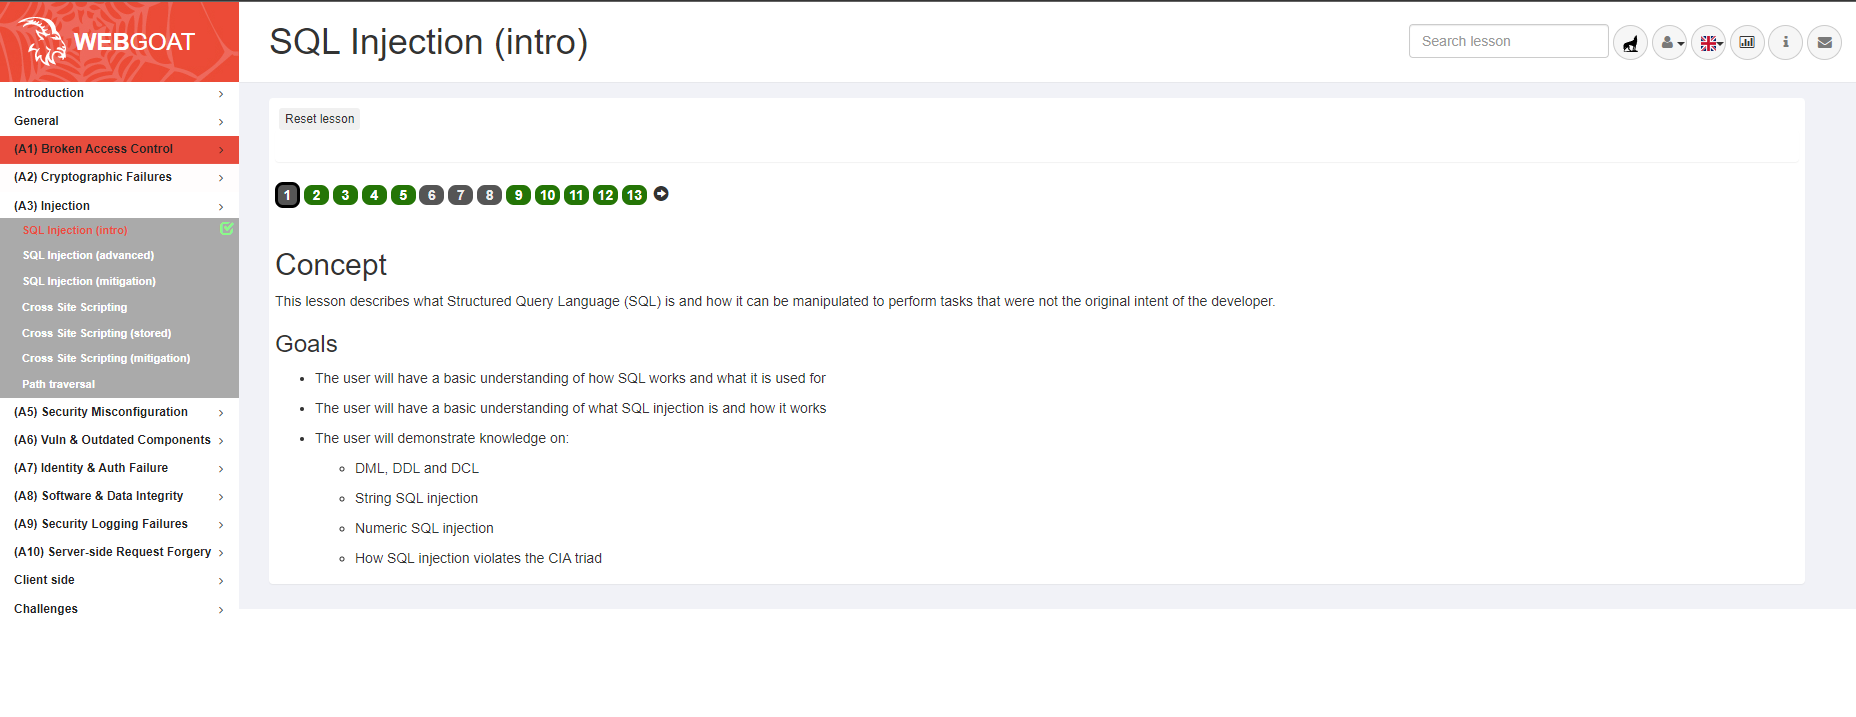 WEBGOAT
SQL Injection (intro)
Search lesson
Introduction
General
(A1) Broken Access Control
(A2) Cryptographic Failures
(A3) Injection
SQL Injection (intro)
SQL Injection (advanced)
SQL Injection (mitigation)
Cross Site Scripting
Cross Site Scripting (stored)
Cross Site Scripting (mitigation)
Path traversal
(A5) Security Misconfiguration
(A6) Vuln & Outdated Components
(A7) Identity & Auth Failure
(A8) Software & Data Integrity
(A9) Security Logging Failures
(A10) Server-side Request Forgery
Client side
Challenges
Reset lesson
1 2 3 4 5 6 7 8 9 10 11 12 13
Concept
This lesson describes what Structured Query Language (SQL) is and how it can be manipulated to perform tasks that were not the original intent of the developer.
Goals
• The user will have a basic understanding of how SQL works and what it is used for
• The user will have a basic understanding of what SQL injection is and how it works
• The user will demonstrate knowledge on:
◦ DML, DDL and DCL
◦ String SQL injection
◦ Numeric SQL injection
◦ How SQL injection violates the CIA triad